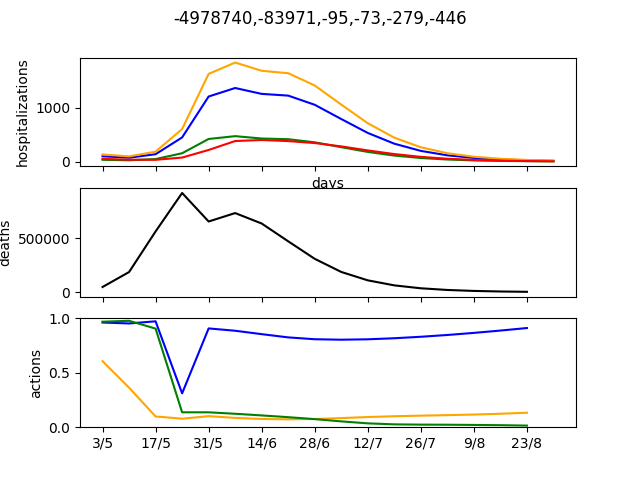 -4978740,-83971,-95,-73,-279,-446
hospitalizations
1000
0
days
deaths
500000
0
actions
1.0
0.5
0.0
3/5 17/5 31/5 14/6 28/6 12/7 26/7 9/8 23/8